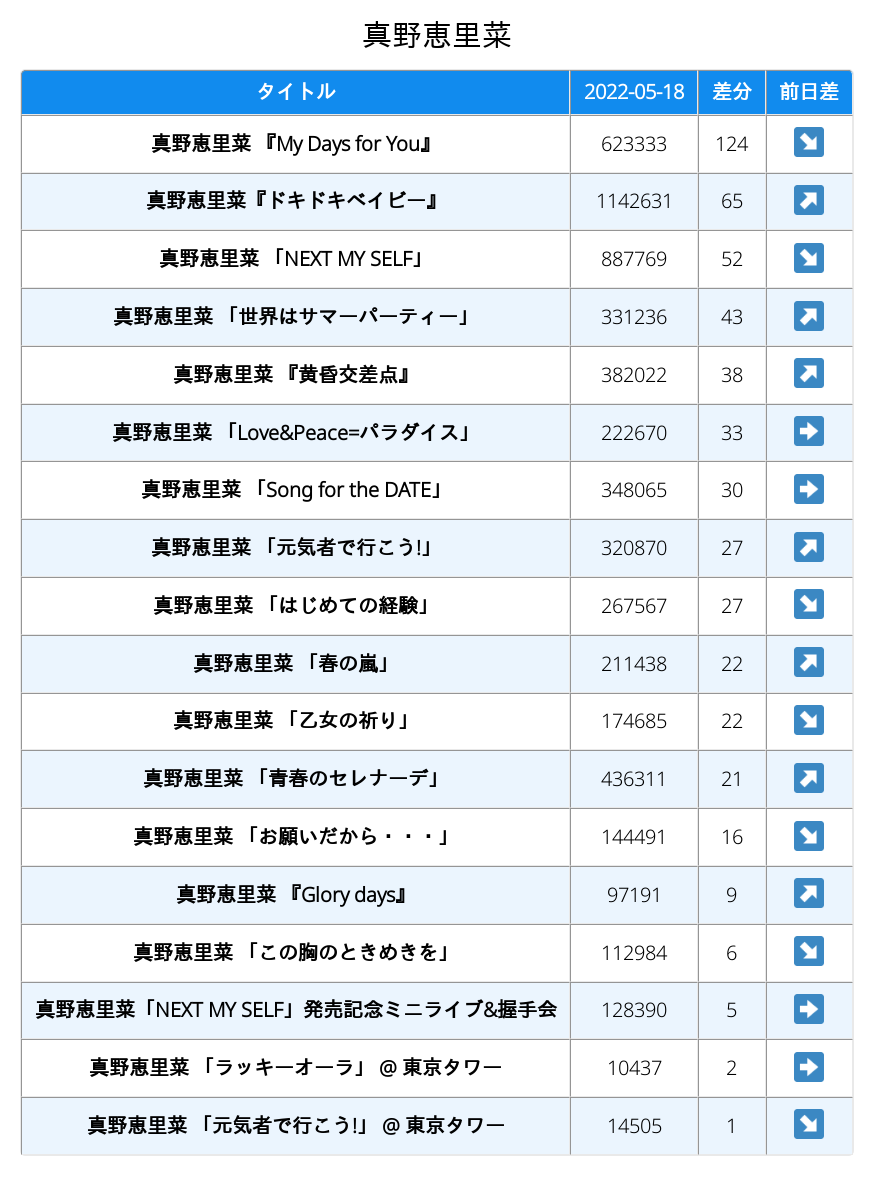 真野恵里菜
タイトル 2022-05-18 差分 前日差
真野恵里菜 『My Days for You』 623333 124 ↘
真野恵里菜『ドキドキベイビー』 1142631 65 ↗
真野恵里菜 「NEXT MY SELF」 887769 52 ↘
真野恵里菜 「世界はサマーパーティー」 331236 43 ↗
真野恵里菜 『黄昏交差点』 382022 38 ↗
真野恵里菜 「Love&Peace=パラダイス」 222670 33 ➡
真野恵里菜 「Song for the DATE」 348065 30 ➡
真野恵里菜 「元気者で行こう!」 320870 27 ↗
真野恵里菜 「はじめての経験」 267567 27 ↘
真野恵里菜 「春の嵐」 211438 22 ↗
真野恵里菜 「乙女の祈り」 174685 22 ↘
真野恵里菜 「青春のセレナーデ」 436311 21 ↗
真野恵里菜 「お願いだから・・・」 144491 16 ↘
真野恵里菜 『Glory days』 97191 9 ↗
真野恵里菜 「この胸のときめきを」 112984 6 ↘
真野恵里菜「NEXT MY SELF」発売記念ミニライブ&握手会 128390 5 ➡
真野恵里菜 「ラッキーオーラ」 @ 東京タワー 10437 2 ➡
真野恵里菜 「元気者で行こう!」 @ 東京タワー 14505 1 ↘